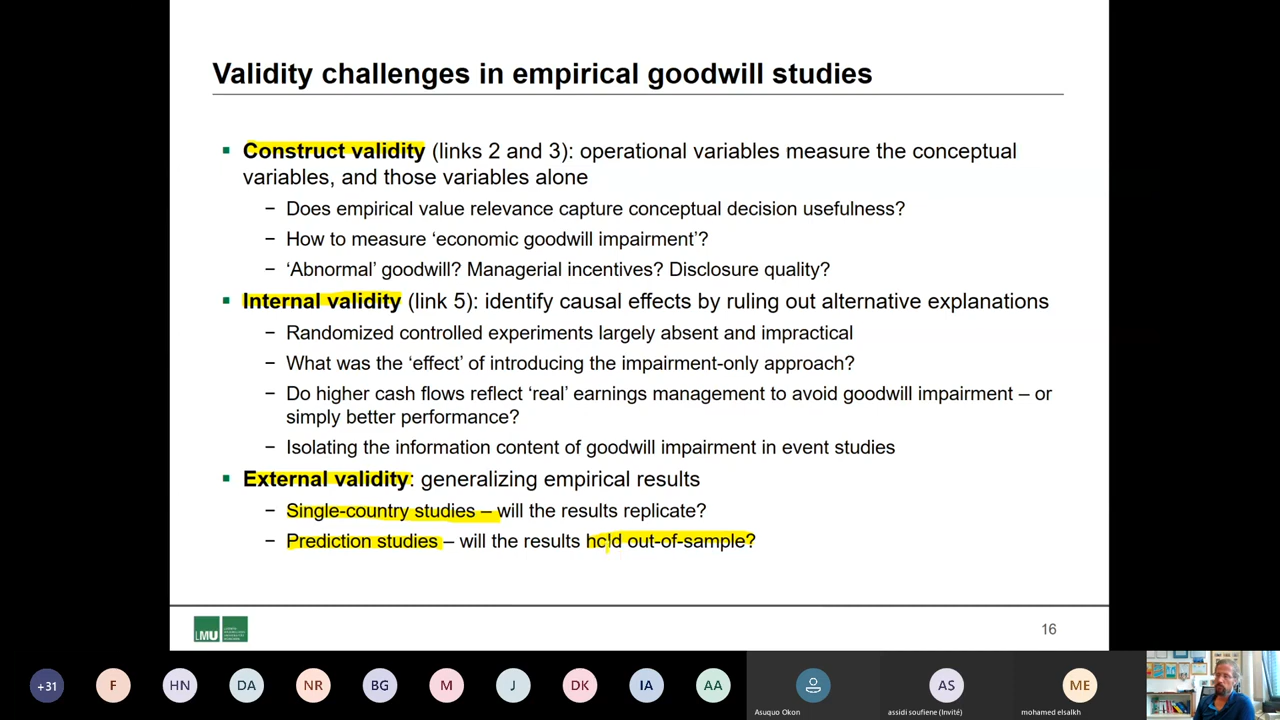 Validity challenges in empirical goodwill studies
▪ Construct validity (links 2 and 3): operational variables measure the conceptual
variables, and those variables alone
− Does empirical value relevance capture conceptual decision usefulness?
− How to measure ‘economic goodwill impairment’?
− ‘Abnormal’ goodwill? Managerial incentives? Disclosure quality?
▪ Internal validity (link 5): identify causal effects by ruling out alternative explanations
− Randomized controlled experiments largely absent and impractical
− What was the ‘effect’ of introducing the impairment-only approach?
− Do higher cash flows reflect ‘real’ earnings management to avoid goodwill impairment – or
simply better performance?
− Isolating the information content of goodwill impairment in event studies
▪ External validity: generalizing empirical results
− Single-country studies – will the results replicate?
− Prediction studies – will the results hold out-of-sample?
LMU
16
+31 F HN DA NR BG M J DK IA AA AS ME
Asuquo Okon assidi soufiene (Invité) mohamed elsalkh